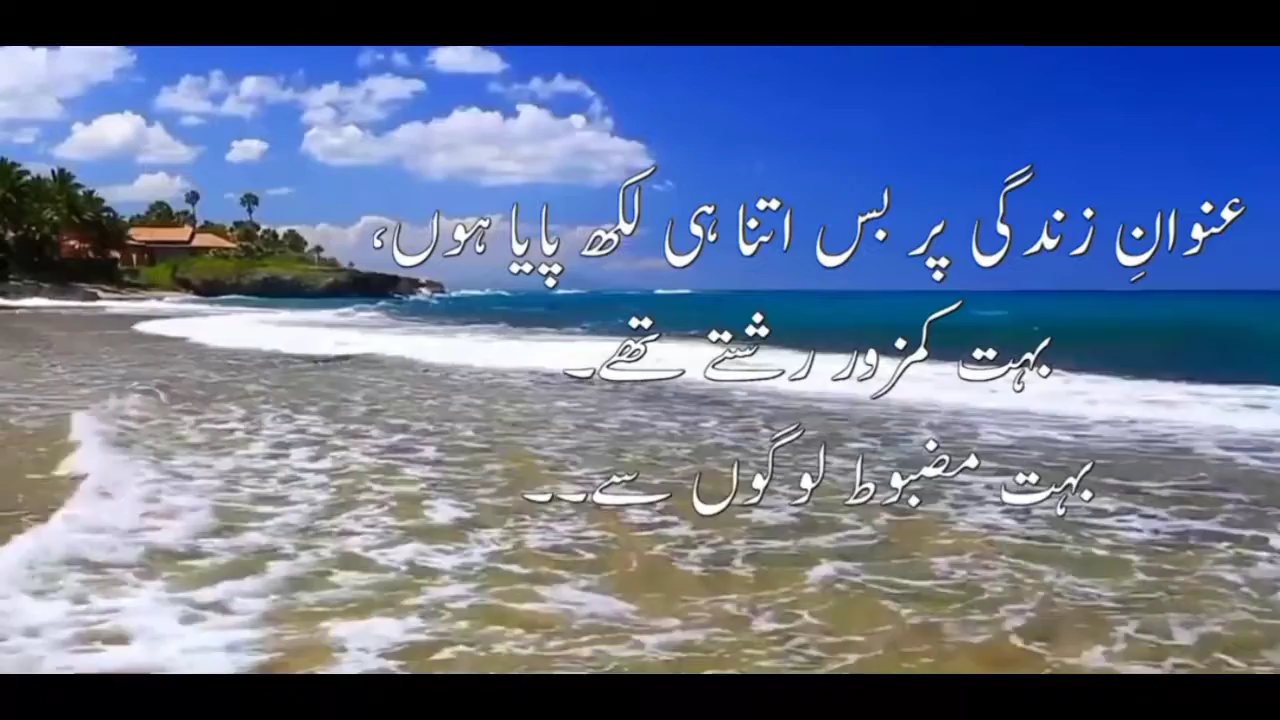 عنوانِ زندگی پر بس اتنا ہی لکھ پایا ہوں،
بہت کمزور رشتے تھے۔
بہت مضبوط لوگوں سے۔۔